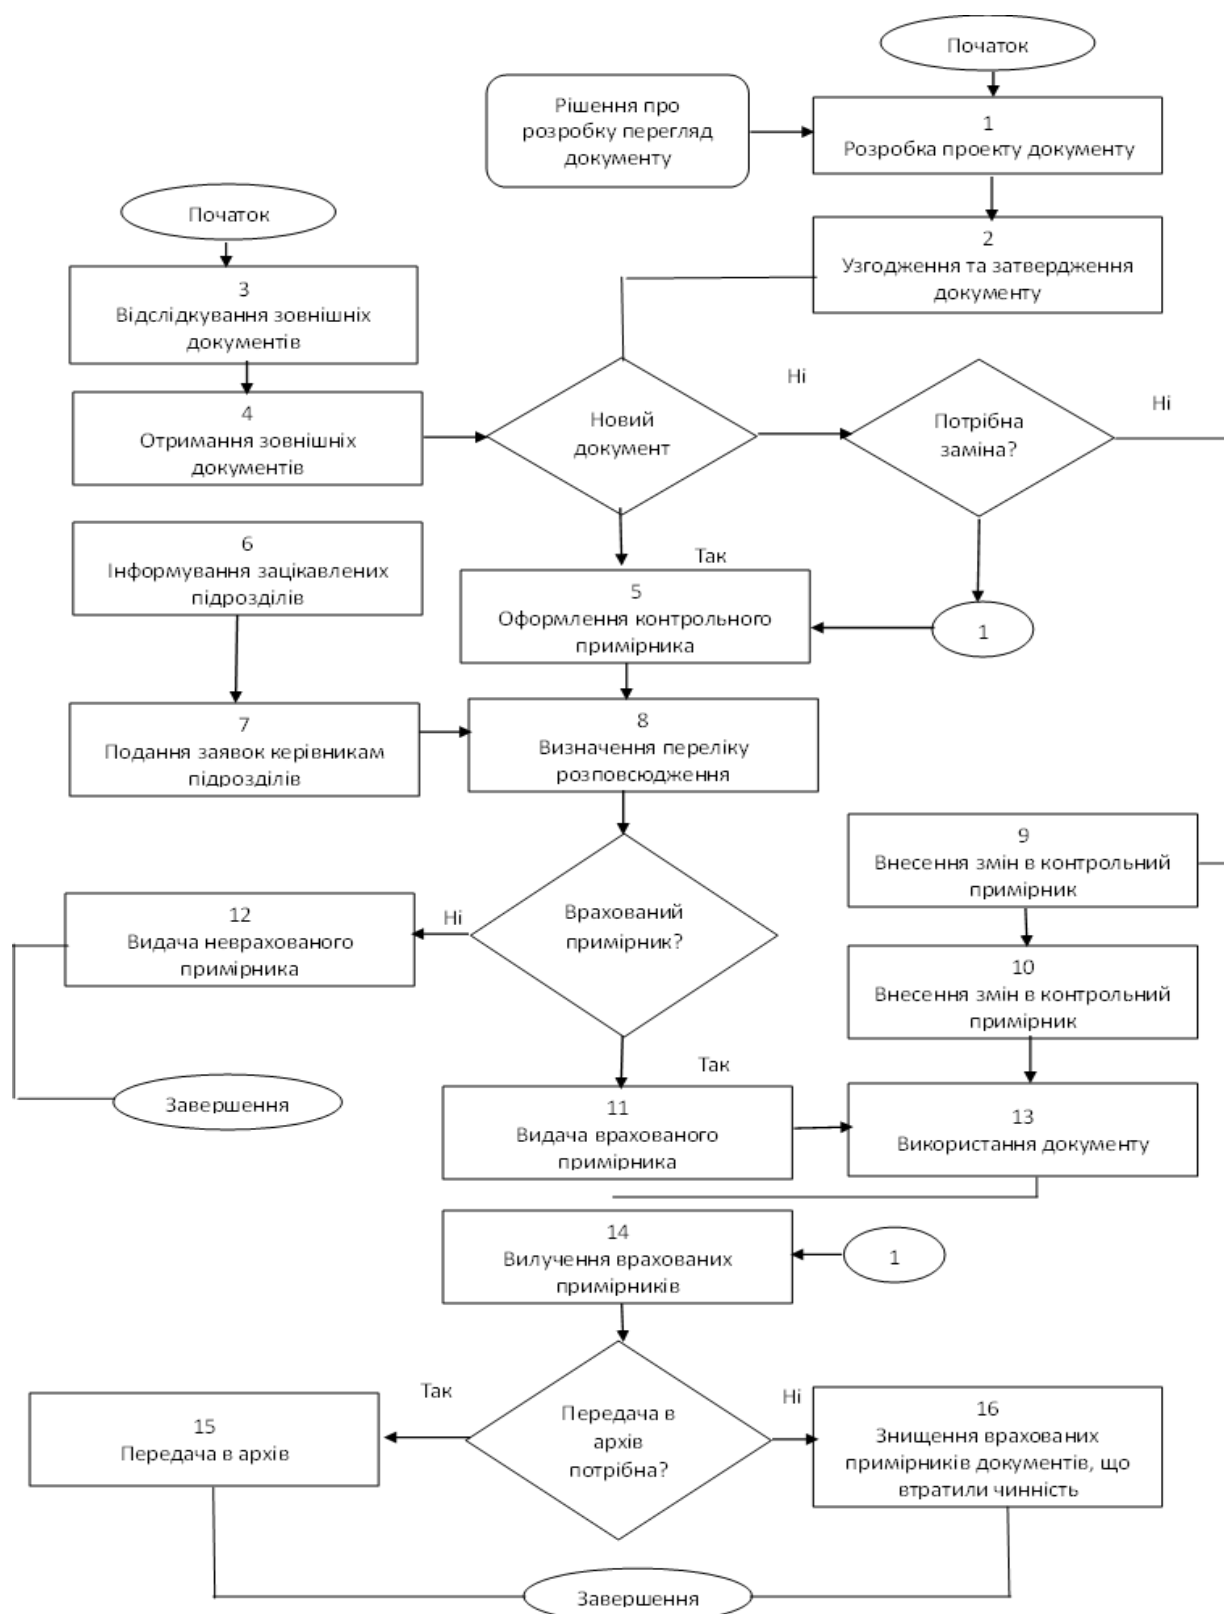 Початок
Рішення про
розробку перегляд
документу
1
Розробка проекту документу
Початок
2
Узгодження та затвердження
документу
3
Відслідкування зовнішніх
документів
Ні
Ні
4
Отримання зовнішніх
документів
Новий
документ
Потрібна
заміна?
6
Інформування зацікавлених
підрозділів
Так
5
Оформлення контрольного
примірника
1
7
Подання заявок керівникам
підрозділів
8
Визначення переліку
розповсюдження
9
Внесення змін в контрольний
примірник
12
Видача неврахованого
примірника
Ні
Врахований
примірник?
10
Внесення змін в контрольний
примірник
Так
Завершення
11
Видача врахованого
примірника
13
Використання документу
14
Вилучення врахованих
примірників
1
Так
Ні
15
Передача в архів
Передача в
архів
потрібна?
16
Знищення врахованих
примірників документів, що
втратили чинність
Завершення